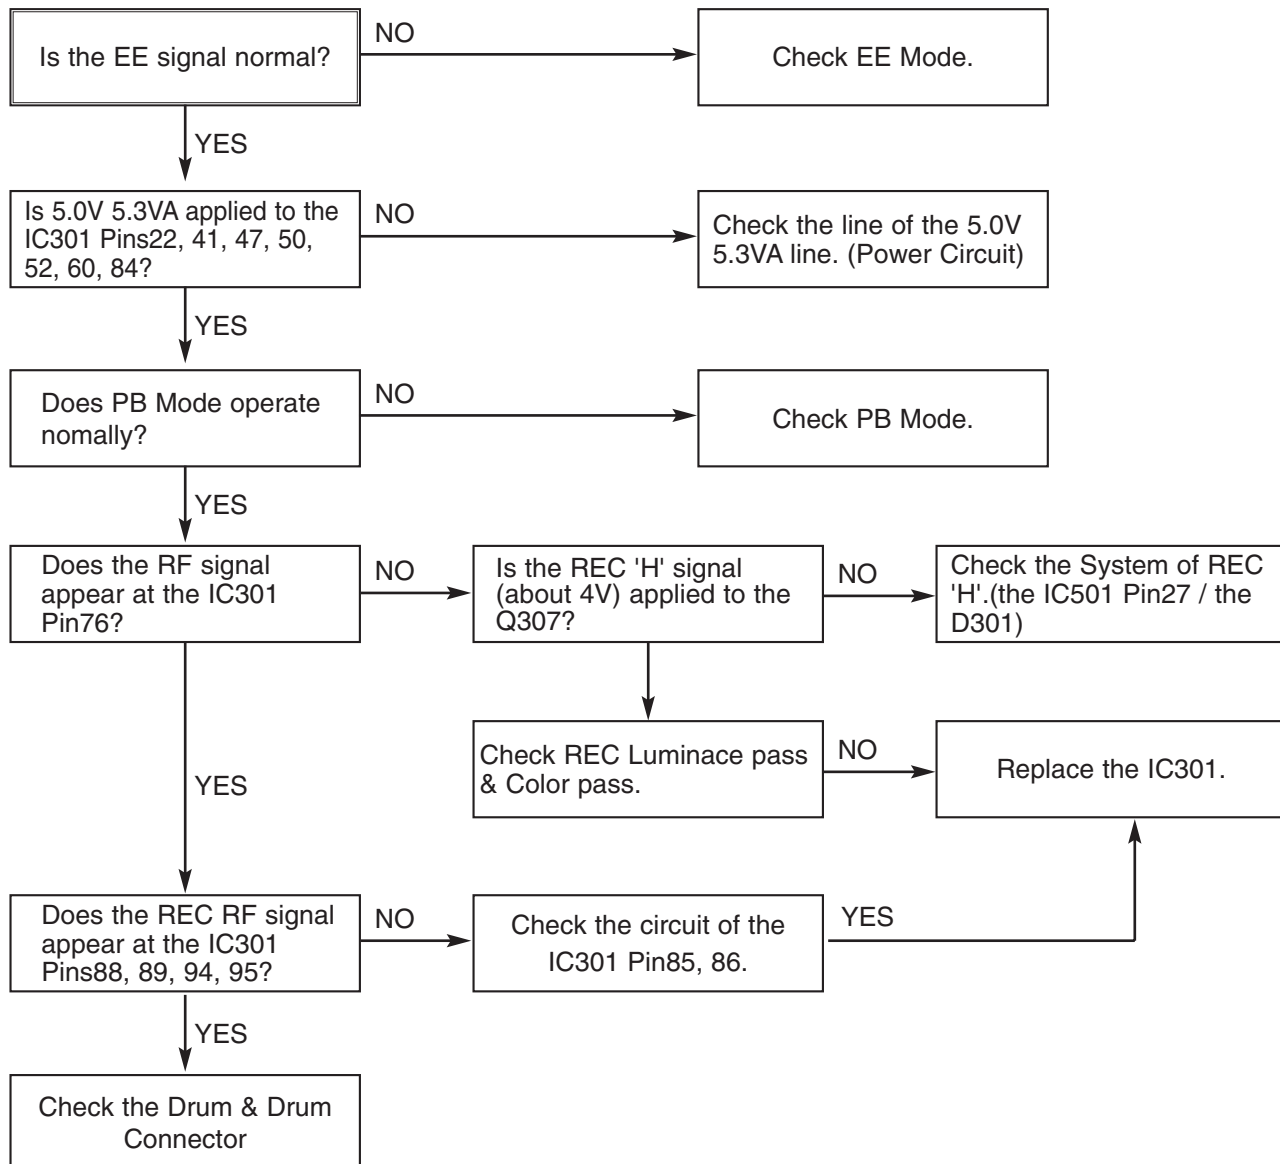 Is the EE signal normal?
NO
Check EE Mode.
YES
Is 5.0V 5.3VA applied to the
IC301 Pins22, 41, 47, 50,
52, 60, 84?
NO
Check the line of the 5.0V
5.3VA line. (Power Circuit)
YES
Does PB Mode operate
nomally?
NO
Check PB Mode.
YES
Does the RF signal
appear at the IC301
Pin76?
NO
Is the REC 'H' signal
(about 4V) applied to the
Q307?
NO
Check the System of REC
'H'.(the IC501 Pin27 / the
D301)
YES
Check REC Luminace pass
& Color pass.
NO
Replace the IC301.
Does the REC RF signal
appear at the IC301
Pins88, 89, 94, 95?
NO
Check the circuit of the
IC301 Pin85, 86.
YES
YES
Check the Drum & Drum
Connector